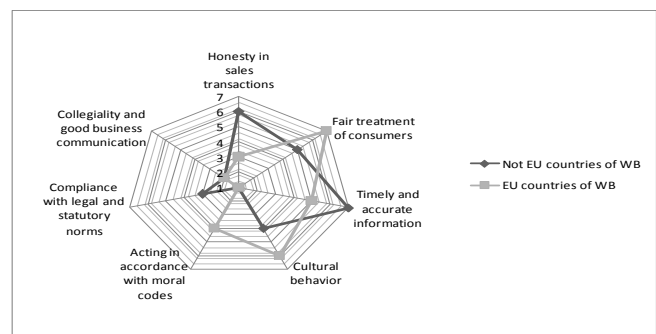 Honesty in
sales
transactions
7
6
5
4
3
2
1
Fair treatment
of consumers
Timely and
accurate
information
Cultural
behavior
Acting in
accordance
with moral
codes
Compliance
with legal and
statutory
norms
Collegiality and
good business
communication
Not EU countries of WB
EU countries of WB